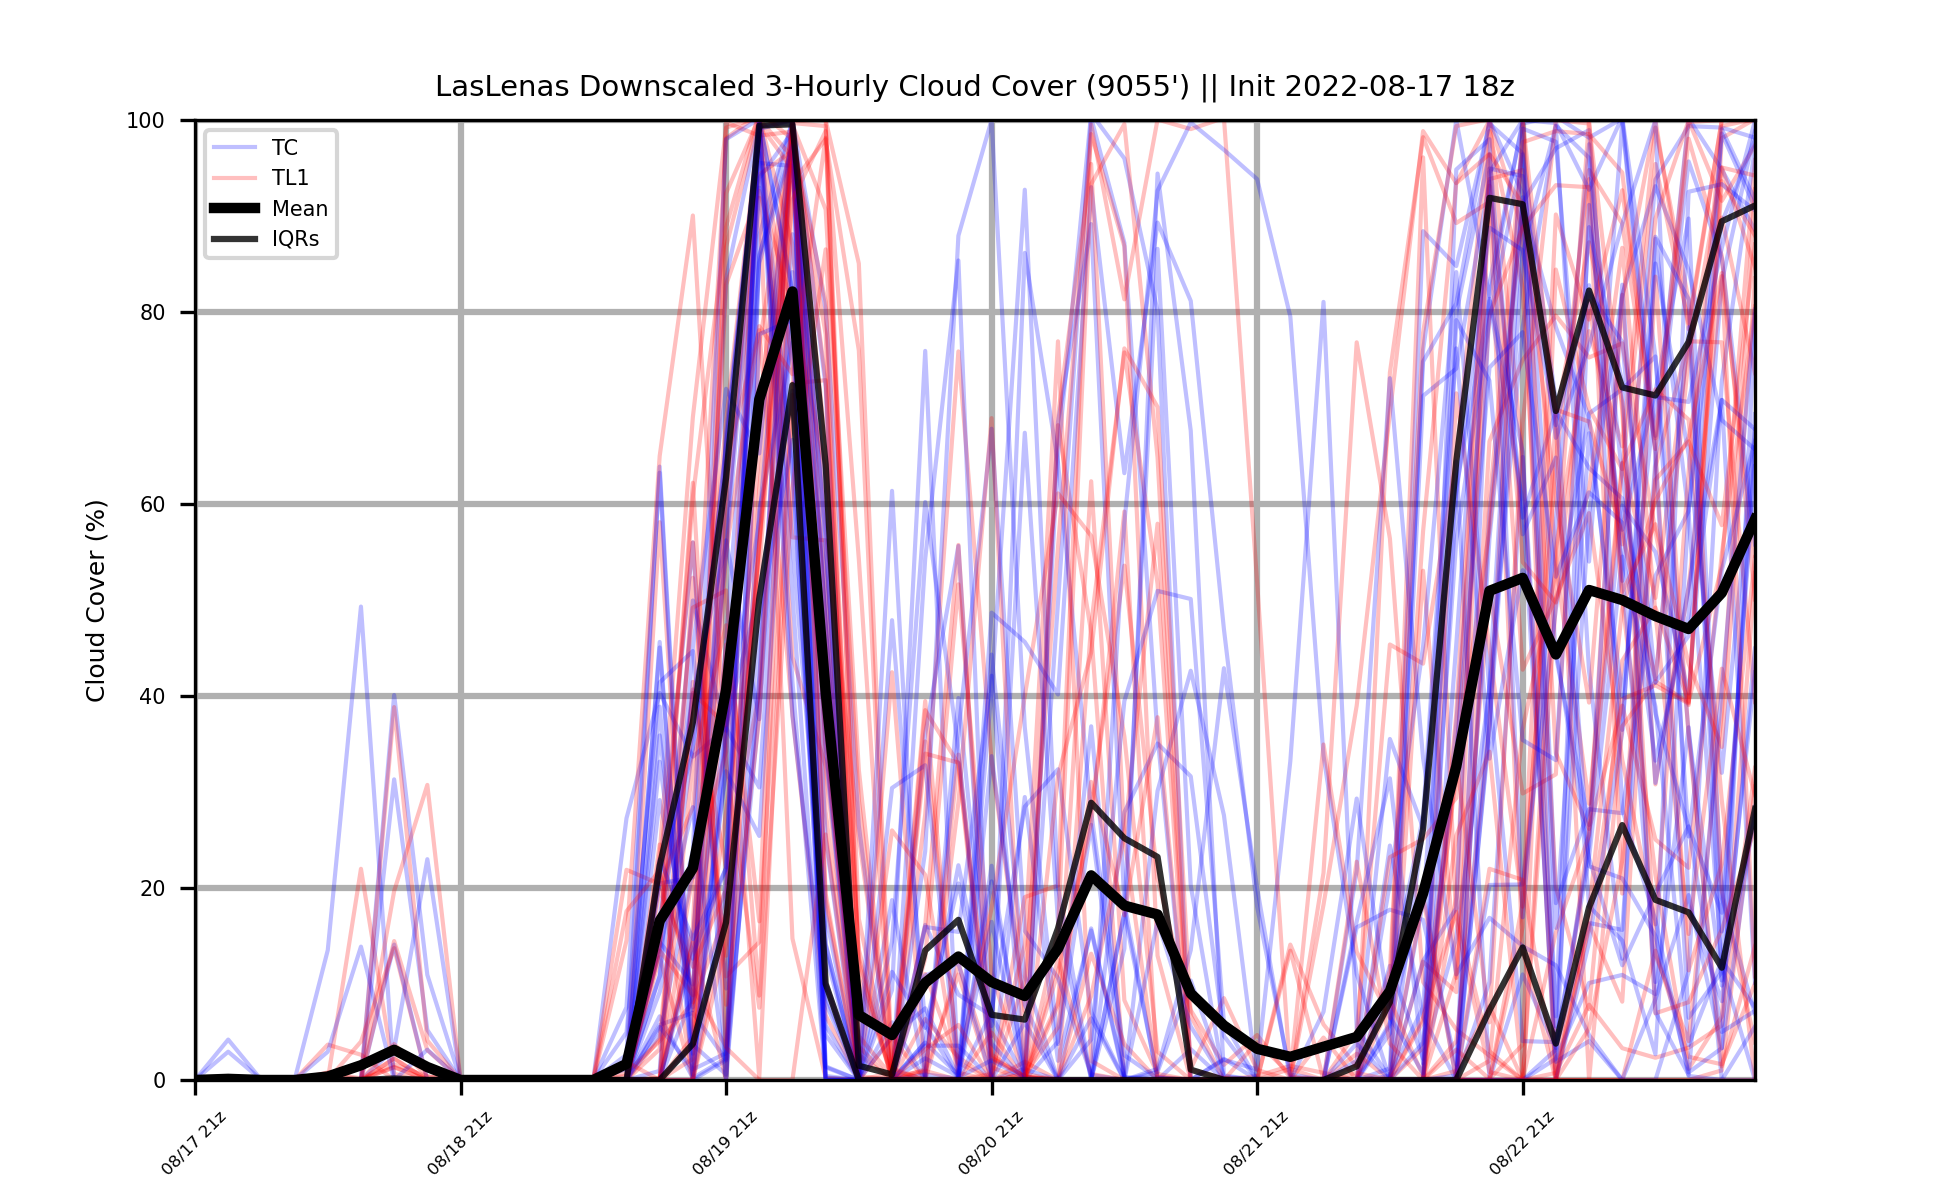 LasLenas Downscaled 3-Hourly Cloud Cover (9055') || Init 2022-08-17 18z
TC
TL1
Mean
IQRs
Cloud Cover (%)
100
80
60
40
20
0
08/17 21z
08/18 21z
08/19 21z
08/20 21z
08/21 21z
08/22 21z